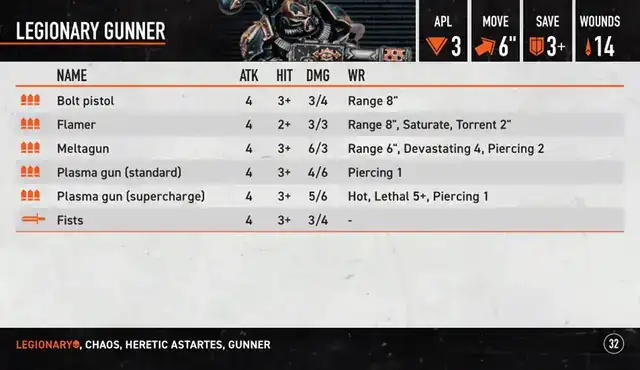 LEGIONARY GUNNER
APL MOVE SAVE WOUNDS
3 6" 3+ 14
NAME ATK HIT DMG WR
Bolt pistol 4 3+ 3/4 Range 8"
Flamer 4 2+ 3/3 Range 8", Saturate, Torrent 2"
Meltagun 4 3+ 6/3 Range 6", Devastating 4, Piercing 2
Plasma gun (standard) 4 3+ 4/6 Piercing 1
Plasma gun (supercharge) 4 3+ 5/6 Hot, Lethal 5+, Piercing 1
Fists 4 3+ 3/4 -
LEGIONARY, CHAOS, HERETIC ASTARTES, GUNNER
32